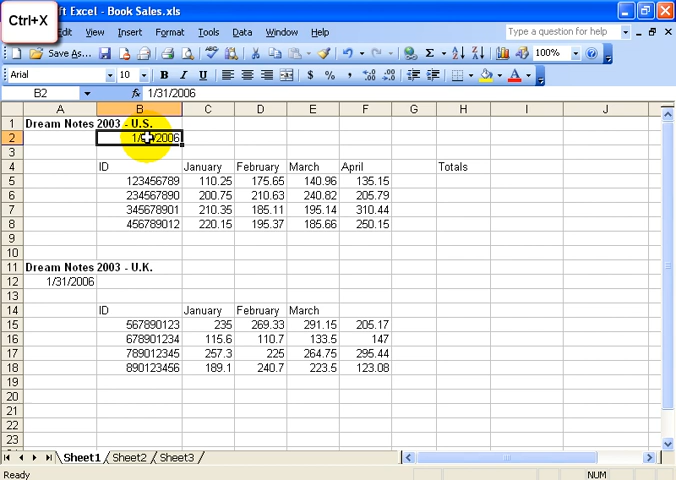 Ctrl+X
ft Excel - Book Sales.xls
View Insert Format Tools Data Window Help
Type a question for help
Save As... Σ 100%
Arial 10 B I U $ %
B2 fx 1/31/2006
A B C D E F G H I J
1 Dream Notes 2003 - U.S.
2 1/31/2006
3
4 ID January February March April Totals
5 123456789 110.25 175.65 140.96 135.15
6 234567890 200.75 210.63 240.82 205.79
7 345678901 210.35 185.11 195.14 310.44
8 456789012 220.15 195.37 185.66 250.15
9
10
11 Dream Notes 2003 - U.K.
12 1/31/2006
13
14 ID January February March
15 567890123 235 269.33 291.15 205.17
16 678901234 115.6 110.7 133.5 147
17 789012345 257.3 225 264.75 295.44
18 890123456 189.1 240.7 223.5 123.08
19
20
21
22
23
Sheet1 Sheet2 Sheet3
Ready NUM